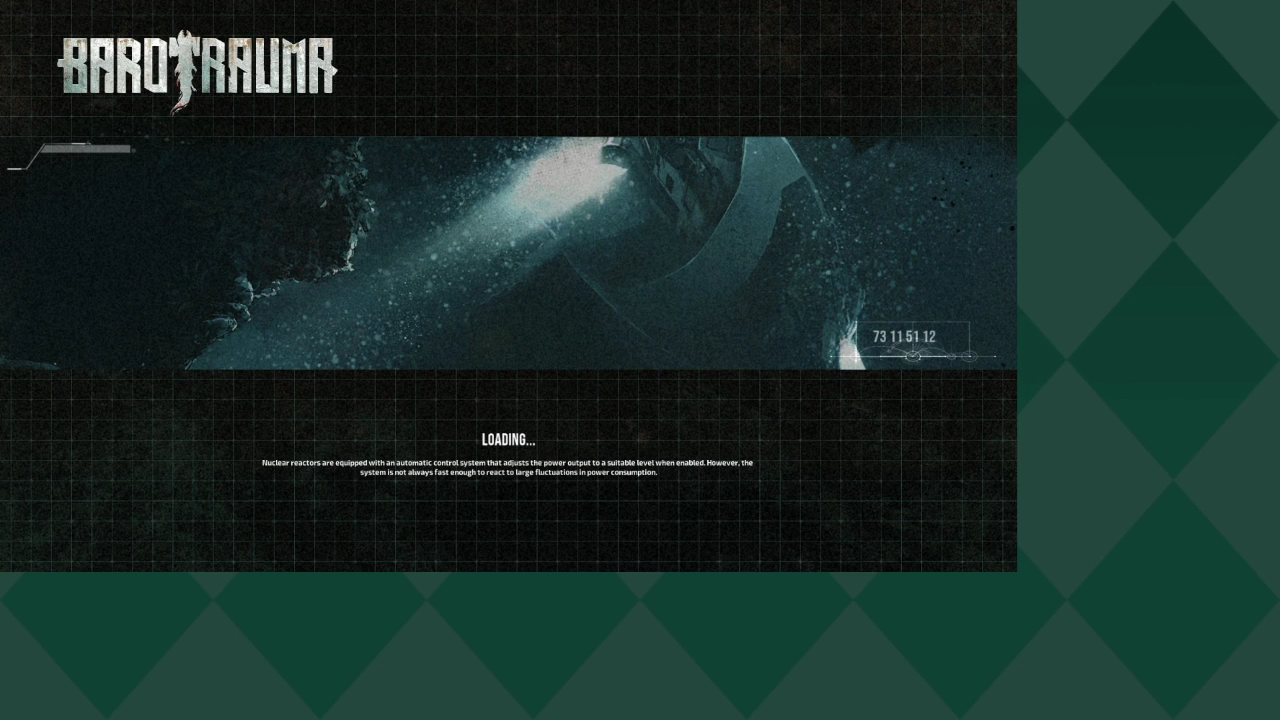 BAROTRAUMA
73 11 51 12
LOADING...
Nuclear reactors are equipped with an automatic control system that adjusts the power output to a suitable level when enabled. However, the
system is not always fast enough to react to large fluctuations in power consumption.